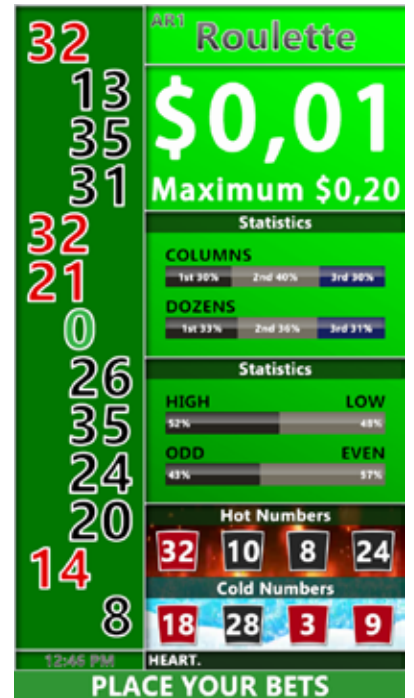 32
13
35
31
32
21
0
26
35
24
20
14
8
12:46 PM
AR1 Roulette
$0,01
Maximum $0,20
Statistics
COLUMNS
1st 30% 2nd 40% 3rd 30%
DOZENS
1st 33% 2nd 36% 3rd 31%
Statistics
HIGH LOW
52% 48%
ODD EVEN
43% 57%
Hot Numbers
32 10 8 24
Cold Numbers
18 28 3 9
HEART.
PLACE YOUR BETS